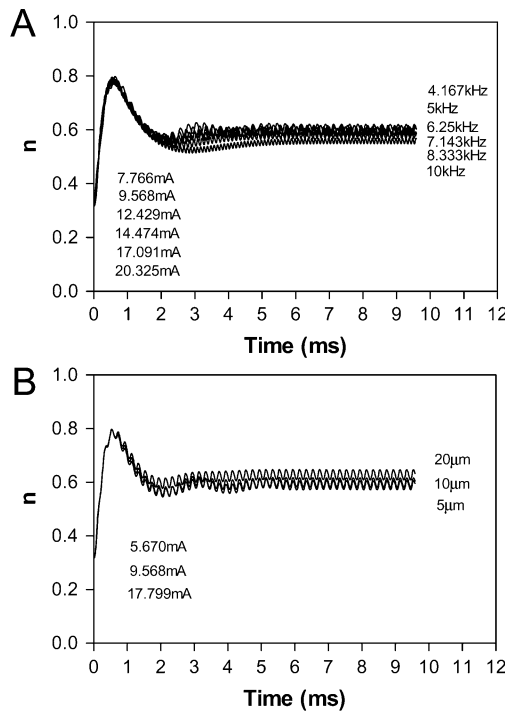 A
n
1.0
0.8
0.6
0.4
0.2
0.0
4.167kHz
5kHz
6.25kHz
7.143kHz
8.333kHz
10kHz
7.766mA
9.568mA
12.429mA
14.474mA
17.091mA
20.325mA
0 1 2 3 4 5 6 7 8 9 10 11 12
Time (ms)
B
n
1.0
0.8
0.6
0.4
0.2
0.0
20µm
10µm
5µm
5.670mA
9.568mA
17.799mA
0 1 2 3 4 5 6 7 8 9 10 11 12
Time (ms)